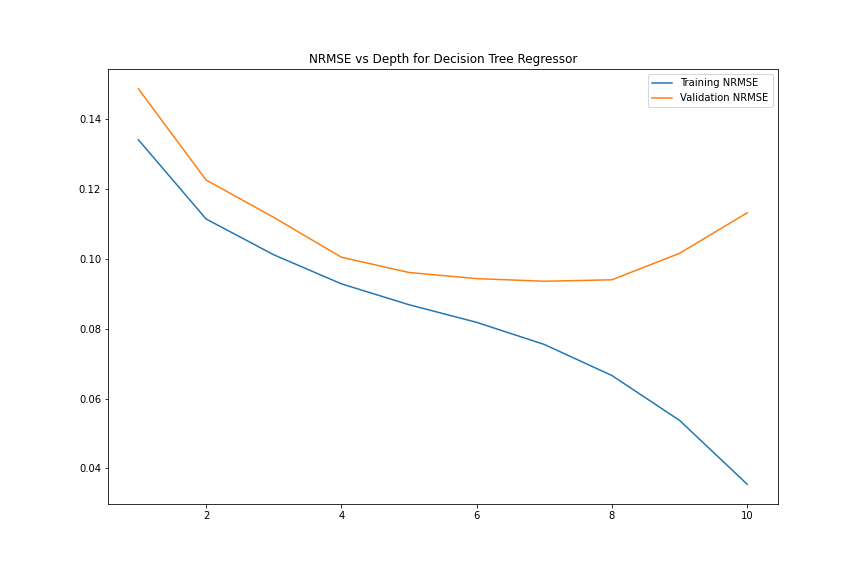 NRMSE vs Depth for Decision Tree Regressor
Training NRMSE
Validation NRMSE
0.14
0.12
0.10
0.08
0.06
0.04
2 4 6 8 10